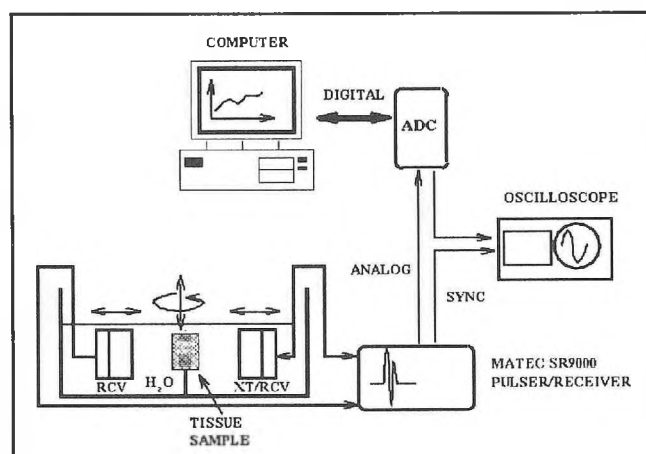 COMPUTER
DIGITAL
ADC
OSCILLOSCOPE
ANALOG
SYNC
RCV
H₂O
XT/RCV
MATEC SR9000
PULSER/RECEIVER
TISSUE
SAMPLE